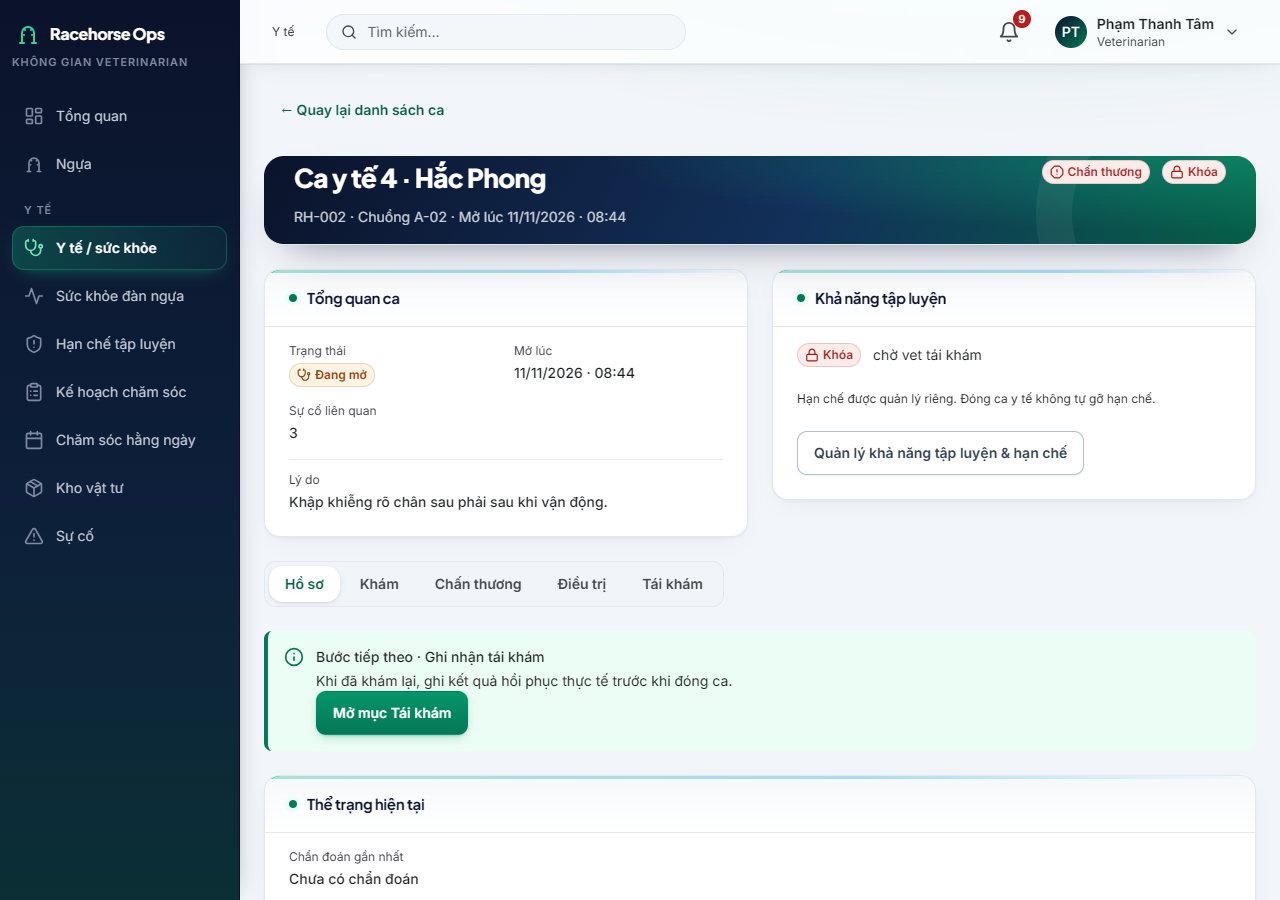 Racehorse Ops
KHÔNG GIAN VETERINARIAN
Tổng quan
Ngựa
Y TẾ
Y tế / sức khỏe
Sức khỏe đàn ngựa
Hạn chế tập luyện
Kế hoạch chăm sóc
Chăm sóc hằng ngày
Kho vật tư
Sự cố
Y tế
Tìm kiếm...
9
PT
Phạm Thanh Tâm
Veterinarian
← Quay lại danh sách ca
Ca y tế 4 · Hắc Phong
Chấn thương
Khóa
RH-002 · Chuồng A-02 · Mở lúc 11/11/2026 · 08:44
Tổng quan ca
Trạng thái
Đang mở
Mở lúc
11/11/2026 · 08:44
Sự cố liên quan
3
Lý do
Khập khiễng rõ chân sau phải sau khi vận động.
Khả năng tập luyện
Khóa
chờ vet tái khám
Hạn chế được quản lý riêng. Đóng ca y tế không tự gỡ hạn chế.
Quản lý khả năng tập luyện & hạn chế
Hồ sơ
Khám
Chấn thương
Điều trị
Tái khám
Bước tiếp theo · Ghi nhận tái khám
Khi đã khám lại, ghi kết quả hồi phục thực tế trước khi đóng ca.
Mở mục Tái khám
Thể trạng hiện tại
Chẩn đoán gần nhất
Chưa có chẩn đoán